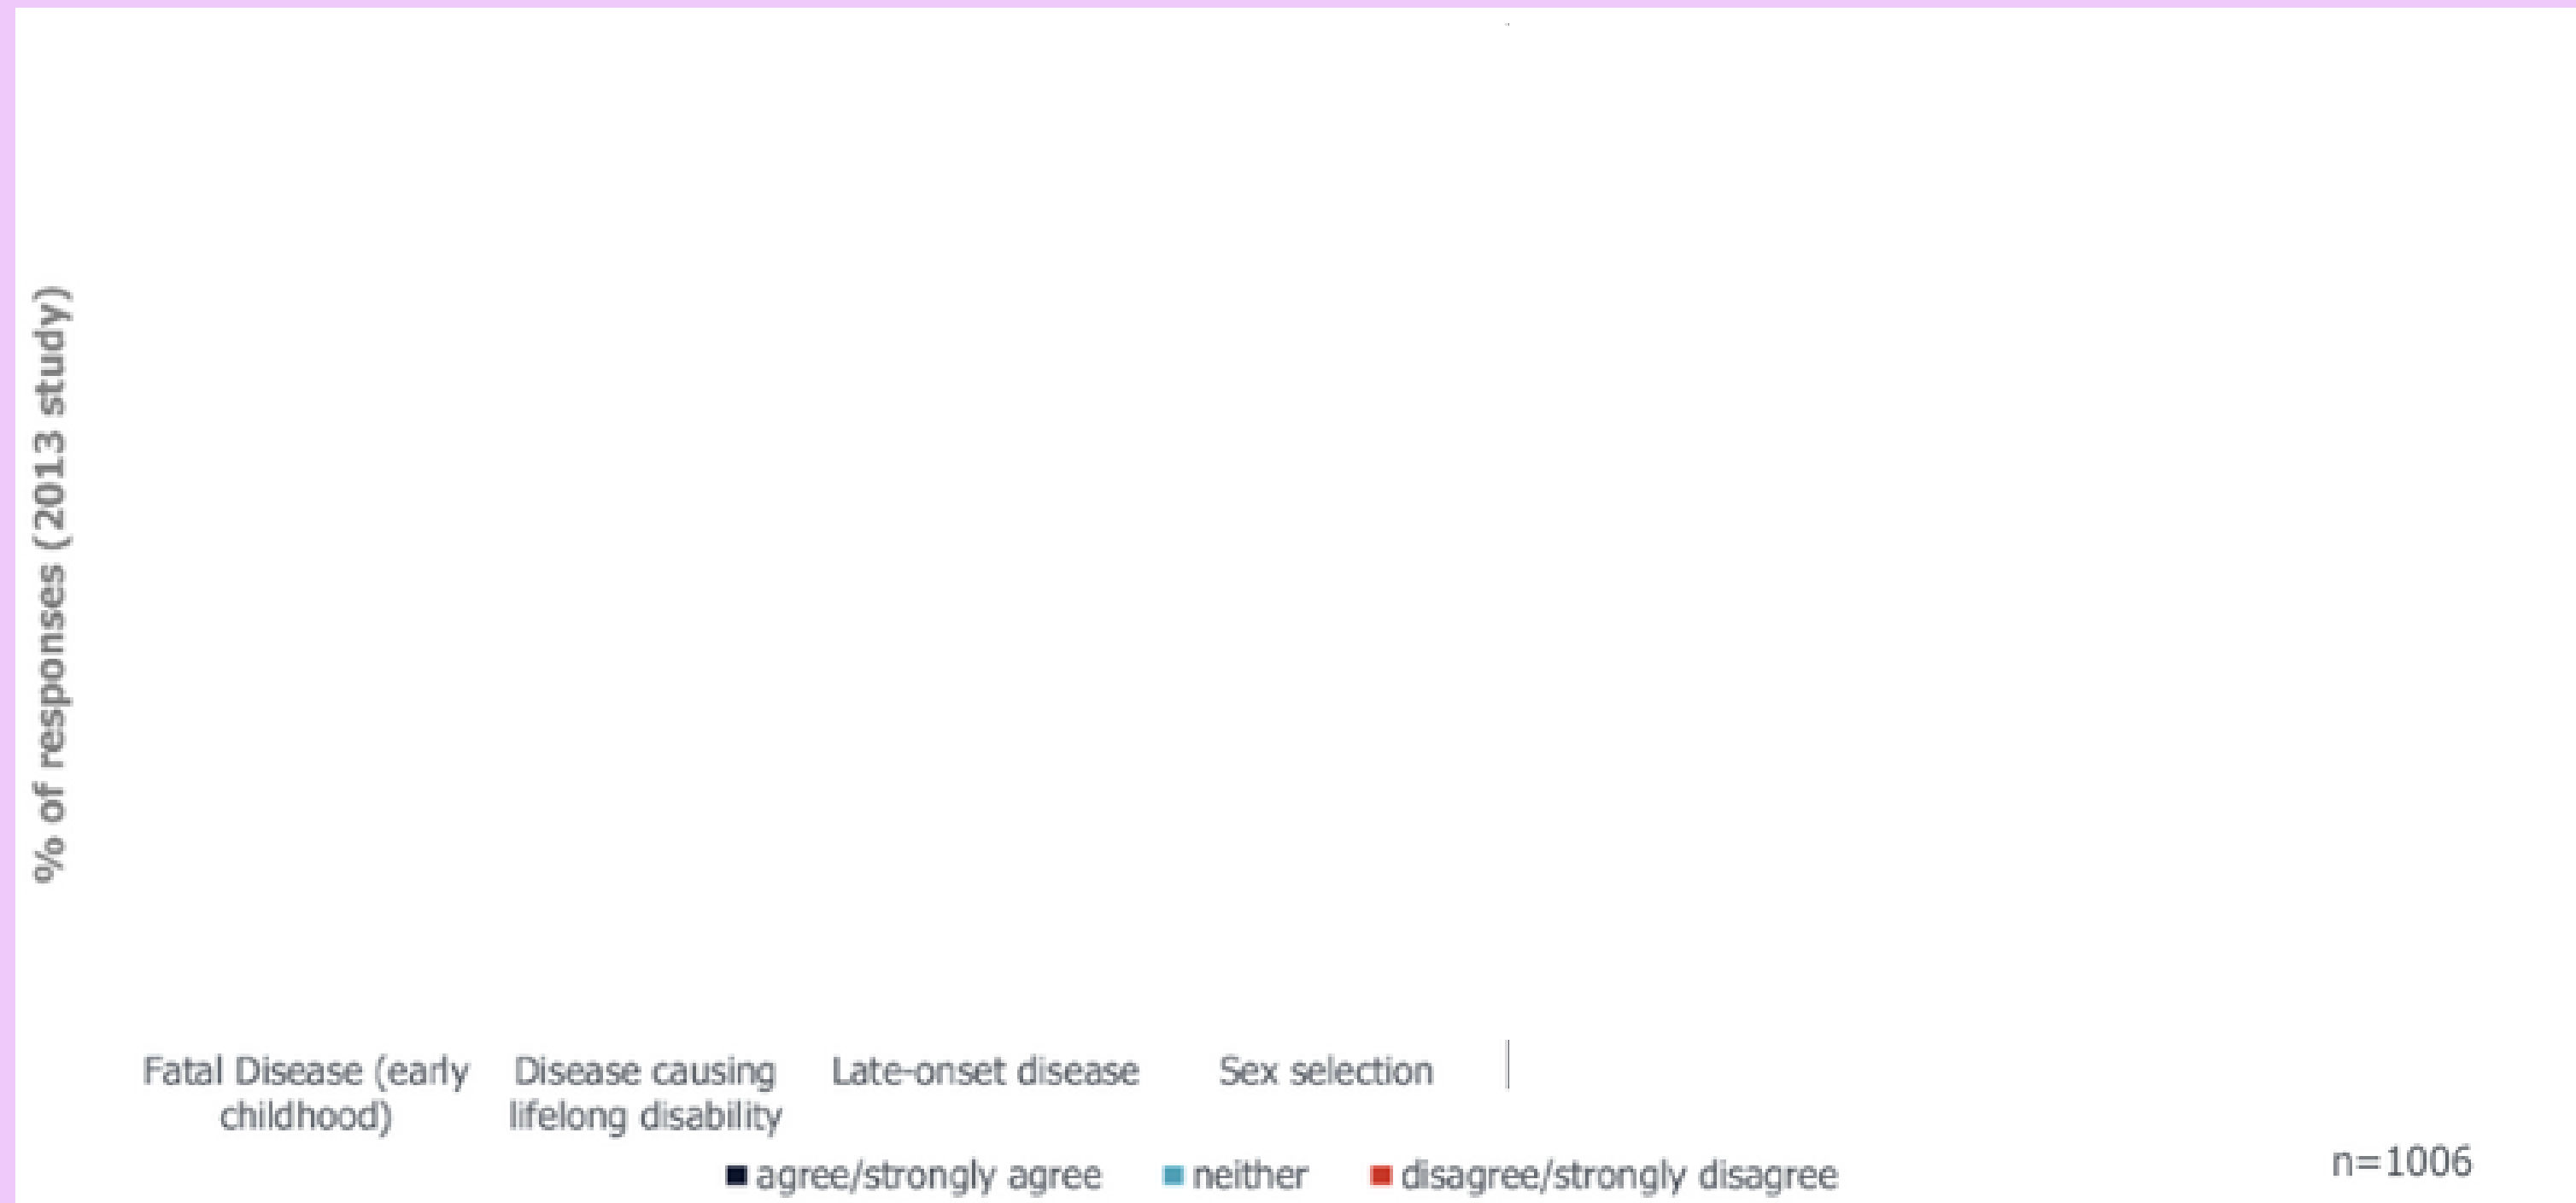 % of responses (2013 study)
Fatal Disease (early
childhood)
Disease causing
lifelong disability
Late-onset disease
Sex selection
agree/strongly agree
neither
disagree/strongly disagree
n=1006